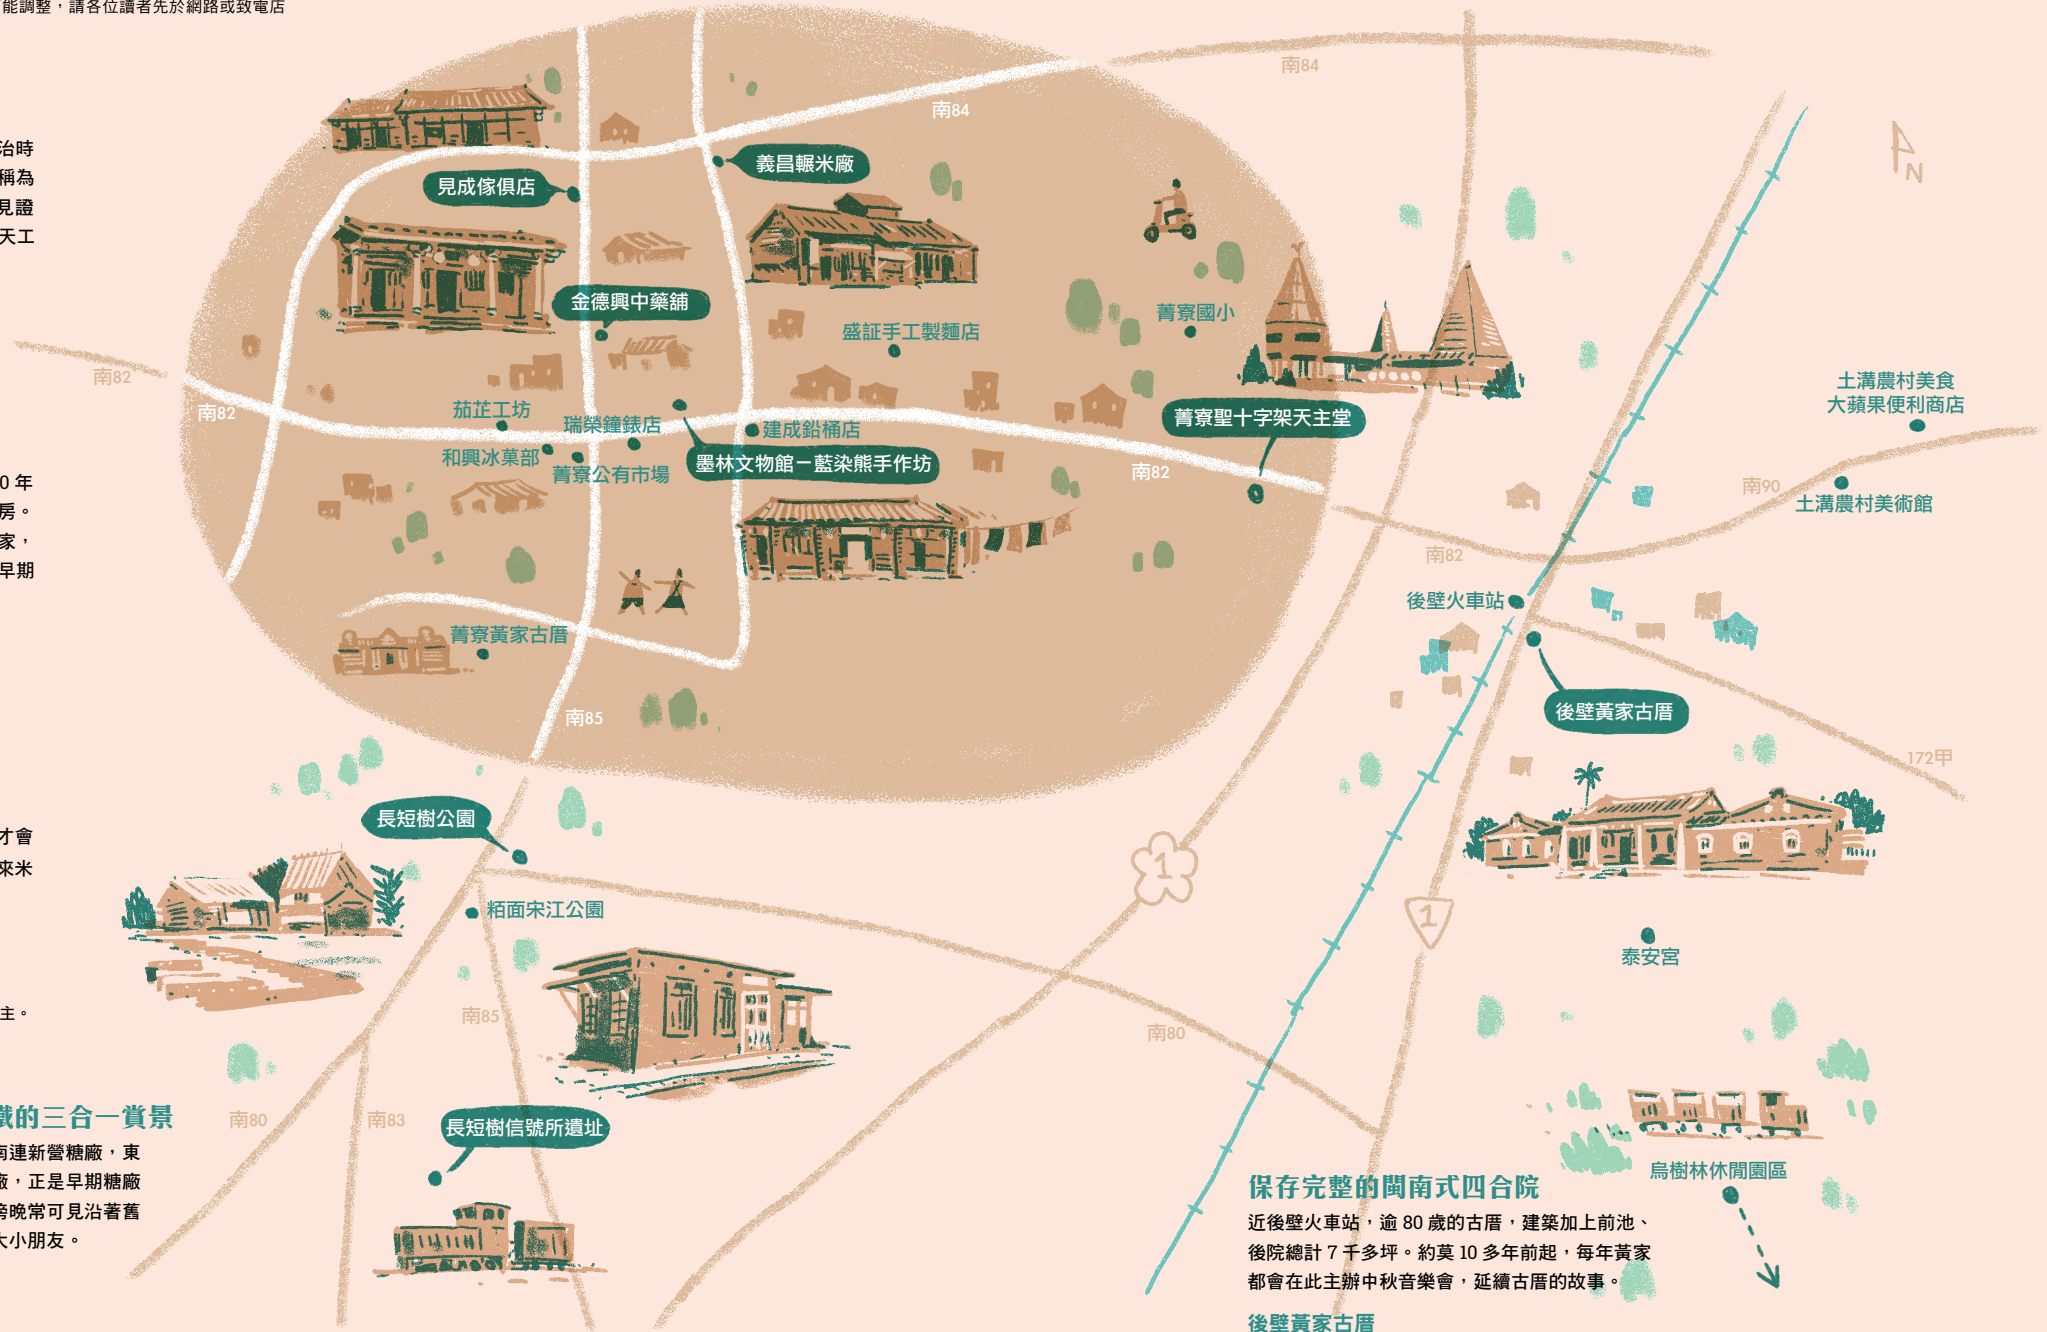 能調整，請各位讀者先於網路或致電店
治時
稱為
見證
天工
0 年
房。
家，
早期
才會
來米
主。
鐵的三合一賞景
南連新營糖廠，東
廠，正是早期糖廠
傍晚常可見沿著舊
大小朋友。
南84
南84
N
義昌輾米廠
見成傢俱店
金德興中藥舖
盛証手工製麵店
菁寮國小
南82
南82
茄芷工坊
瑞榮鐘錶店
建成鉛桶店
菁寮聖十字架天主堂
和興冰菓部
菁寮公有市場
墨林文物館－藍染熊手作坊
南82
土溝農村美食
大蘋果便利商店
南90
土溝農村美術館
南82
後壁火車站
菁寮黃家古厝
南85
後壁黃家古厝
172甲
長短樹公園
1
粨面宋江公園
1
泰安宮
南85
南80
南80
南83
長短樹信號所遺址
烏樹林休閒園區
保存完整的閩南式四合院
近後壁火車站，逾 80 歲的古厝，建築加上前池、
後院總計 7 千多坪。約莫 10 多年前起，每年黃家
都會在此主辦中秋音樂會，延續古厝的故事。
後壁黃家古厝